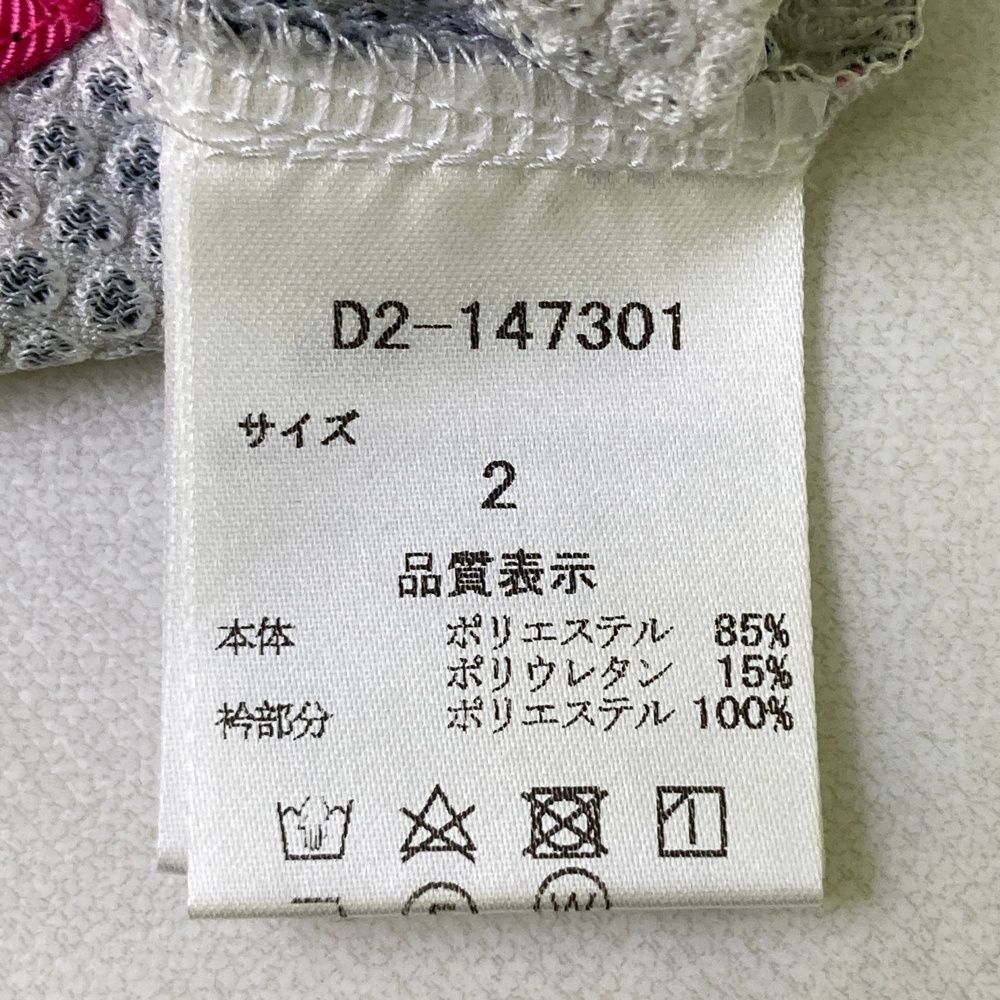 D2-147301
サイズ
2
品質表示
本体 ポリエステル 85%
ポリウレタン 15%
衿部分 ポリエステル 100%
W